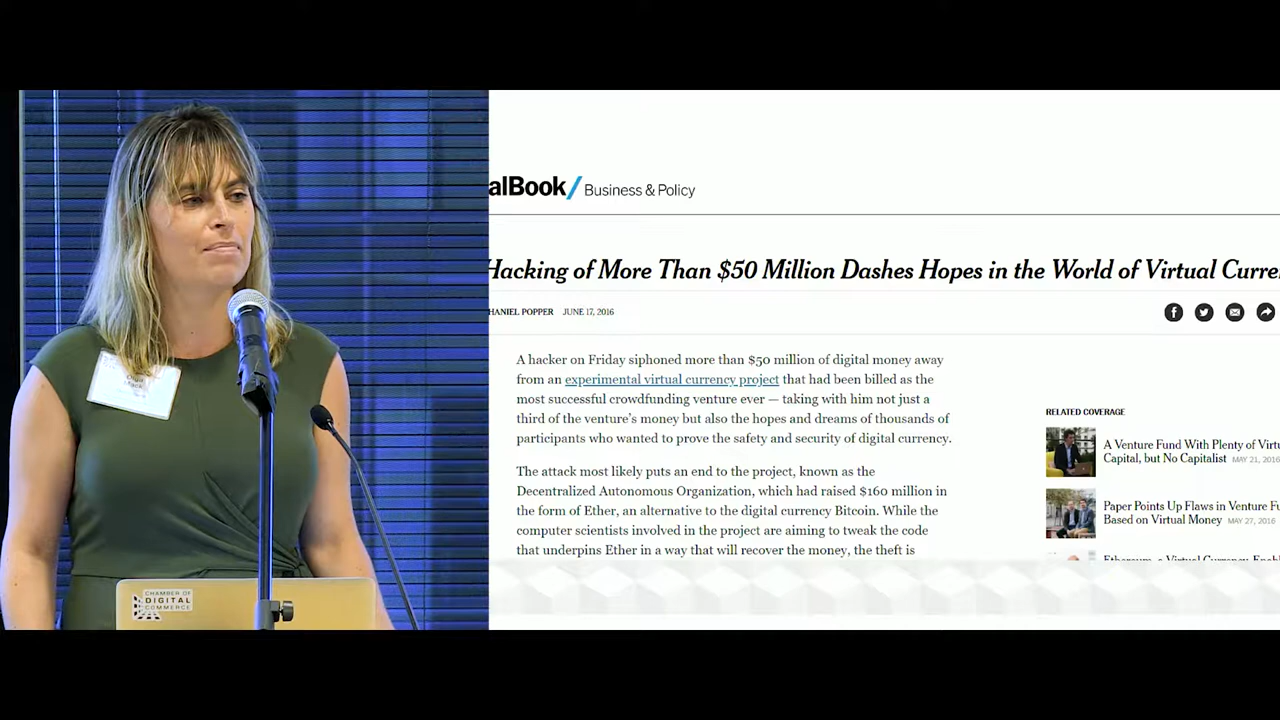 alBook / Business & Policy
Hacking of More Than $50 Million Dashes Hopes in the World of Virtual Curre
HANIEL POPPER JUNE 17, 2016
A hacker on Friday siphoned more than $50 million of digital money away
from an experimental virtual currency project that had been billed as the
most successful crowdfunding venture ever — taking with him not just a
third of the venture's money but also the hopes and dreams of thousands of
participants who wanted to prove the safety and security of digital currency.
The attack most likely puts an end to the project, known as the
Decentralized Autonomous Organization, which had raised $160 million in
the form of Ether, an alternative to the digital currency Bitcoin. While the
computer scientists involved in the project are aiming to tweak the code
that underpins Ether in a way that will recover the money, the theft is
RELATED COVERAGE
A Venture Fund With Plenty of Virtu
Capital, but No Capitalist MAY 21, 2016
Paper Points Up Flaws in Venture Fu
Based on Virtual Money MAY 27, 2016
Ethereum, a Virtual Currency, Enabl
CHAMBER OF
DIGITAL
COMMERCE